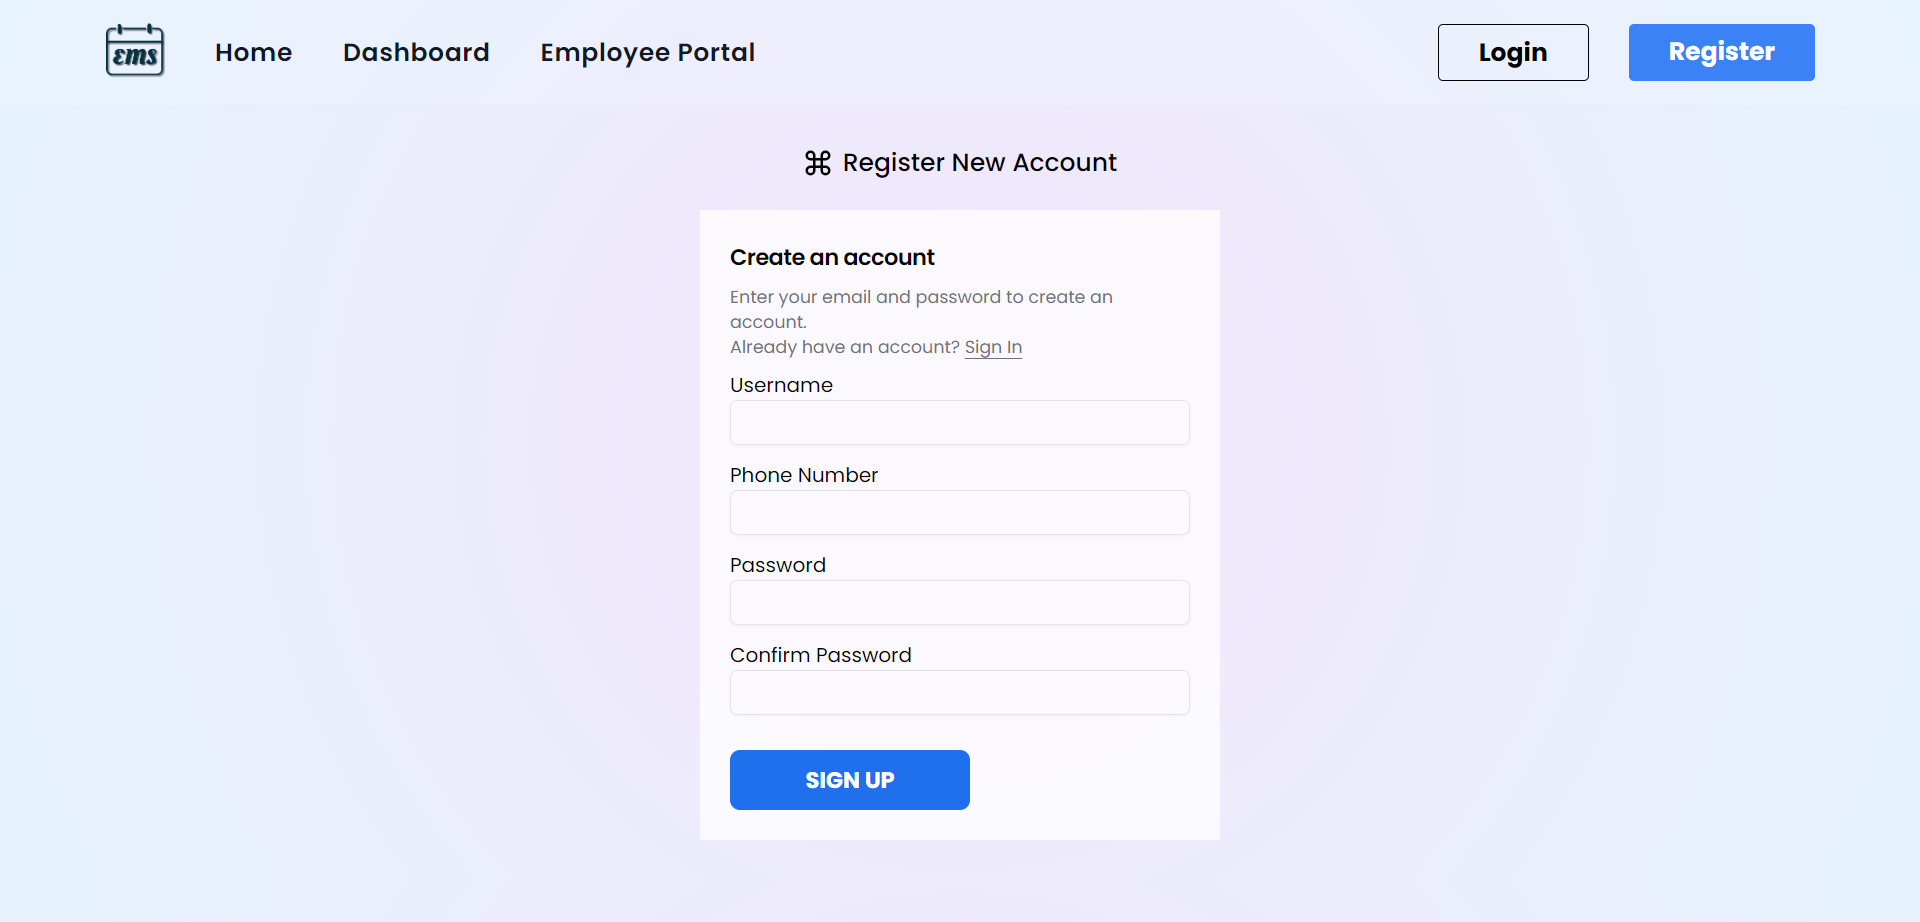 εms Home Dashboard Employee Portal Login Register
⌘ Register New Account
Create an account
Enter your email and password to create an
account.
Already have an account? Sign In
Username
Phone Number
Password
Confirm Password
SIGN UP